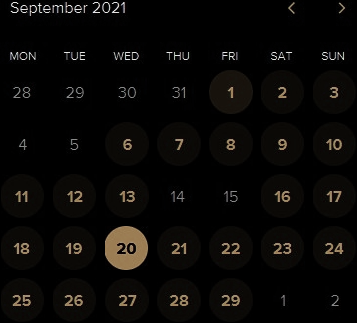 September 2021
MON TUE WED THU FRI SAT SUN
28 29 30 31 1 2 3
4 5 6 7 8 9 10
11 12 13 14 15 16 17
18 19 20 21 22 23 24
25 26 27 28 29 1 2